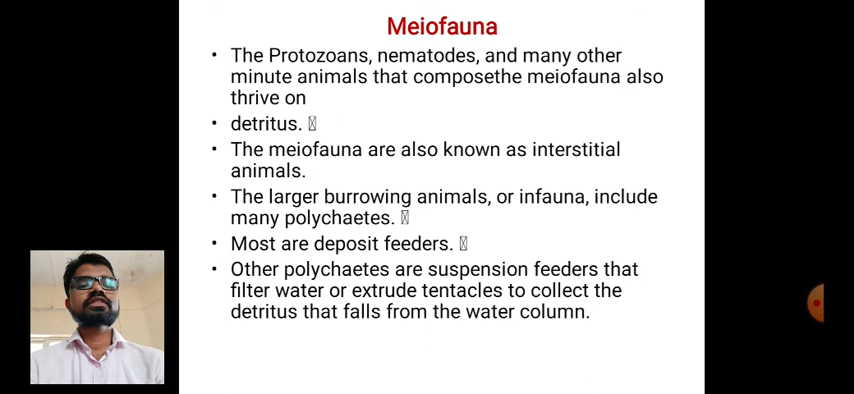 Meiofauna
• The Protozoans, nematodes, and many other
minute animals that composethe meiofauna also
thrive on
• detritus. 
• The meiofauna are also known as interstitial
animals.
• The larger burrowing animals, or infauna, include
many polychaetes. 
• Most are deposit feeders. 
• Other polychaetes are suspension feeders that
filter water or extrude tentacles to collect the
detritus that falls from the water column.